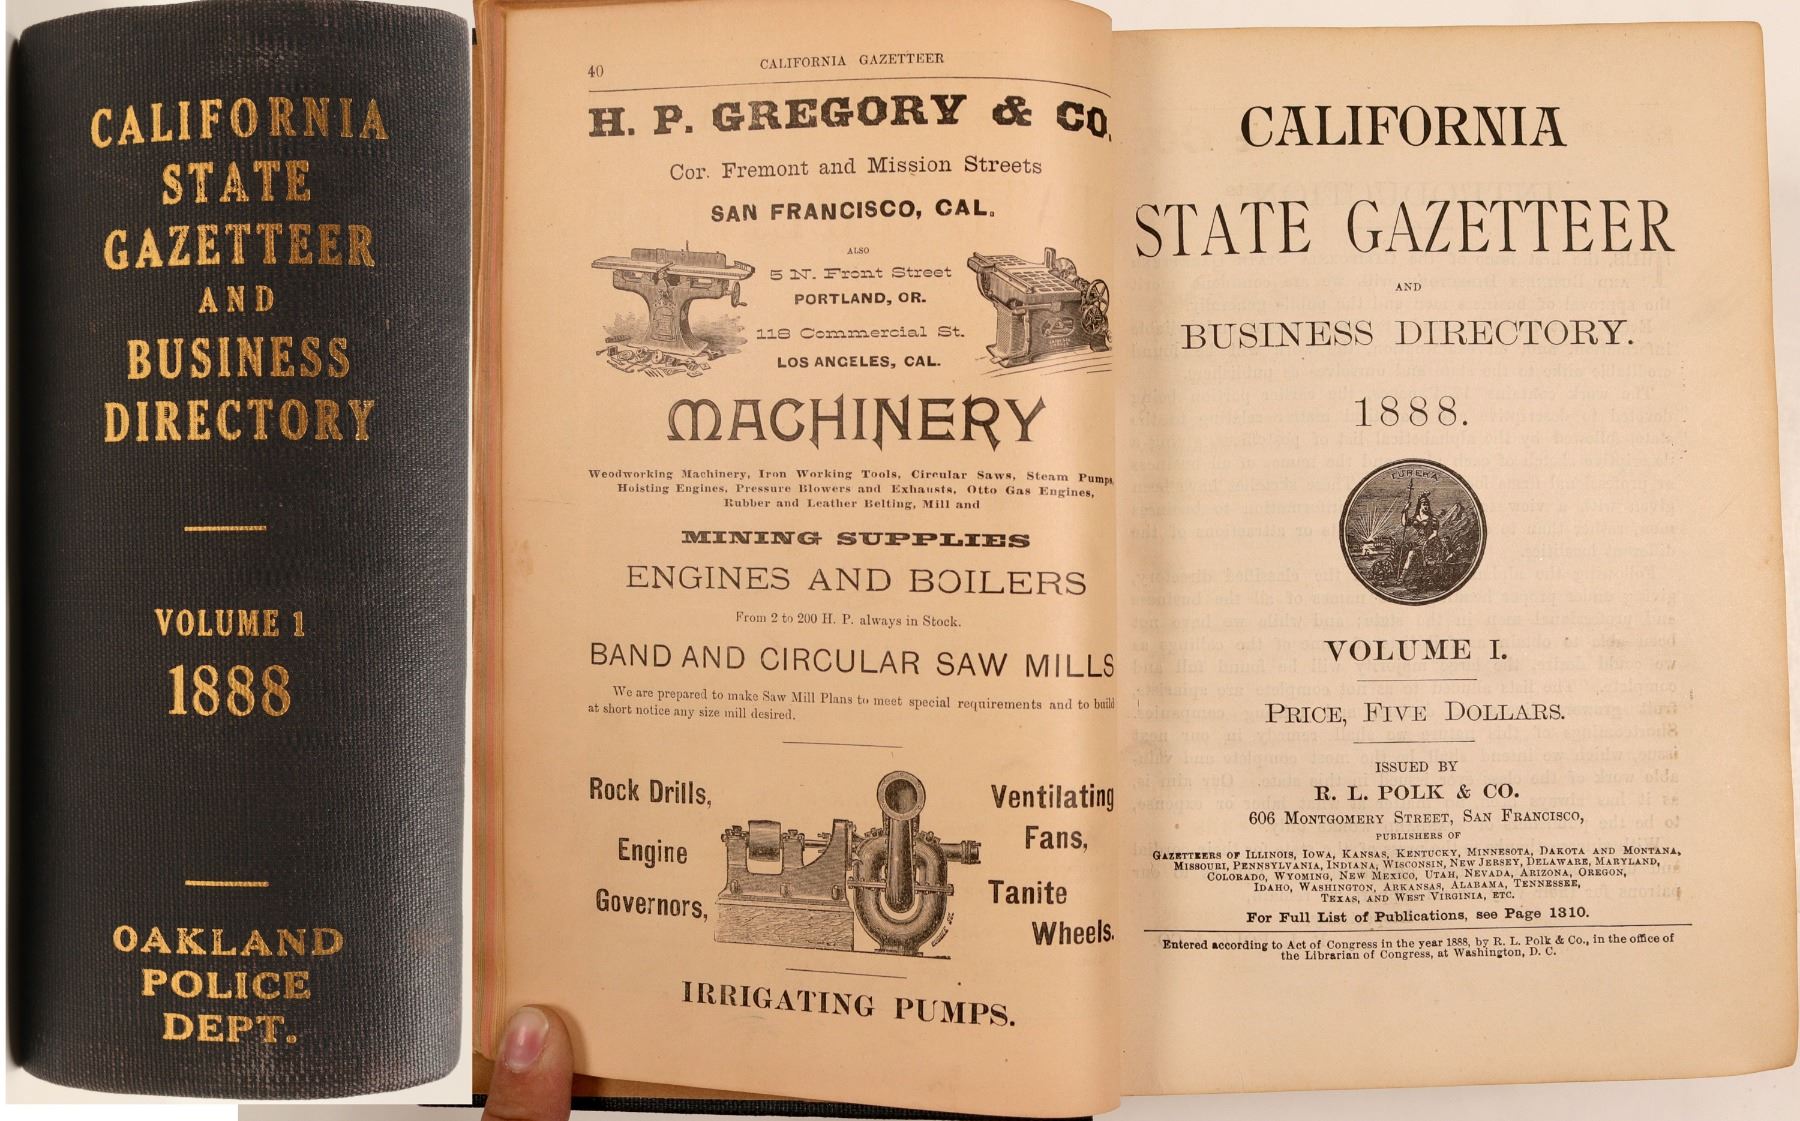 CALIFORNIA
STATE
GAZETTEER
AND
BUSINESS
DIRECTORY
VOLUME 1
1888
OAKLAND
POLICE
DEPT.
40
CALIFORNIA GAZETTEER
H. P. GREGORY & CO.
Cor. Fremont and Mission Streets
SAN FRANCISCO, CAL.
ALSO
5 N. Front Street
PORTLAND, OR.
118 Commercial St.
LOS ANGELES, CAL.
MACHINERY
Woodworking Machinery, Iron Working Tools, Circular Saws, Steam Pumps,
Hoisting Engines, Pressure Blowers and Exhausts, Otto Gas Engines,
Rubber and Leather Belting, Mill and
MINING SUPPLIES
ENGINES AND BOILERS
From 2 to 200 H. P. always in Stock.
BAND AND CIRCULAR SAW MILLS
We are prepared to make Saw Mill Plans to meet special requirements and to build
at short notice any size mill desired.
Rock Drills,
Engine
Governors,
Ventilating
Fans,
Tanite
Wheels.
IRRIGATING PUMPS.
CALIFORNIA
STATE GAZETTEER
AND
BUSINESS DIRECTORY.
1888.
EUREKA
VOLUME I.
PRICE, FIVE DOLLARS.
ISSUED BY
R. L. POLK & CO.
606 MONTGOMERY STREET, SAN FRANCISCO,
PUBLISHERS OF
GAZETTEERS OF ILLINOIS, IOWA, KANSAS, KENTUCKY, MINNESOTA, DAKOTA AND MONTANA,
MISSOURI, PENNSYLVANIA, INDIANA, WISCONSIN, NEW JERSEY, DELAWARE, MARYLAND,
COLORADO, WYOMING, NEW MEXICO, UTAH, NEVADA, ARIZONA, OREGON,
IDAHO, WASHINGTON, ARKANSAS, ALABAMA, TENNESSEE,
TEXAS, AND WEST VIRGINIA, ETC.
For Full List of Publications, see Page 1310.
Entered according to Act of Congress in the year 1888, by R. L. Polk & Co., in the office of
the Librarian of Congress, at Washington, D. C.